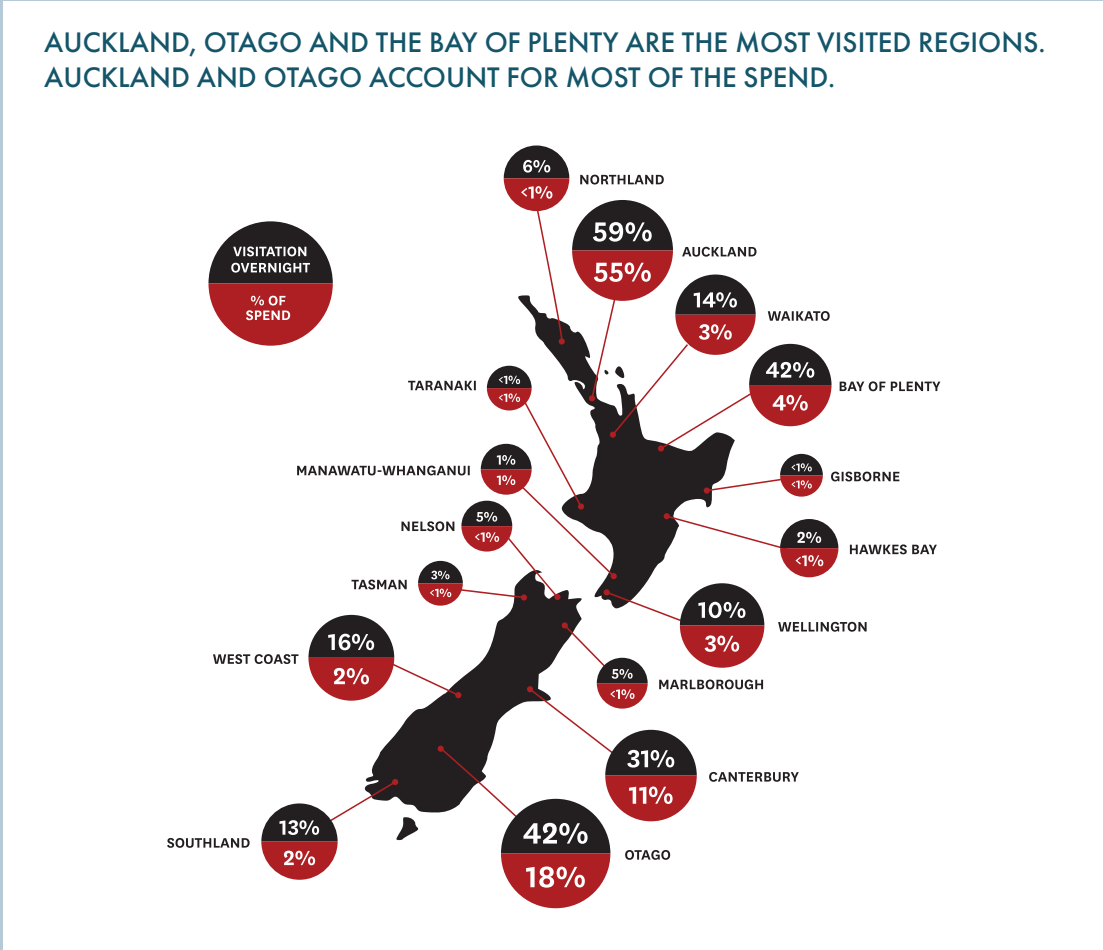 AUCKLAND, OTAGO AND THE BAY OF PLENTY ARE THE MOST VISITED REGIONS.
AUCKLAND AND OTAGO ACCOUNT FOR MOST OF THE SPEND.
VISITATION
OVERNIGHT
% OF
SPEND
6%
<1%
NORTHLAND
59%
55%
AUCKLAND
14%
3%
WAIKATO
42%
4%
BAY OF PLENTY
TARANAKI
<1%
<1%
MANAWATU-WHANGANUI
1%
1%
<1%
<1%
GISBORNE
NELSON
5%
<1%
2%
<1%
HAWKES BAY
TASMAN
3%
<1%
10%
3%
WELLINGTON
WEST COAST
16%
2%
5%
<1%
MARLBOROUGH
31%
11%
CANTERBURY
SOUTHLAND
13%
2%
42%
18%
OTAGO